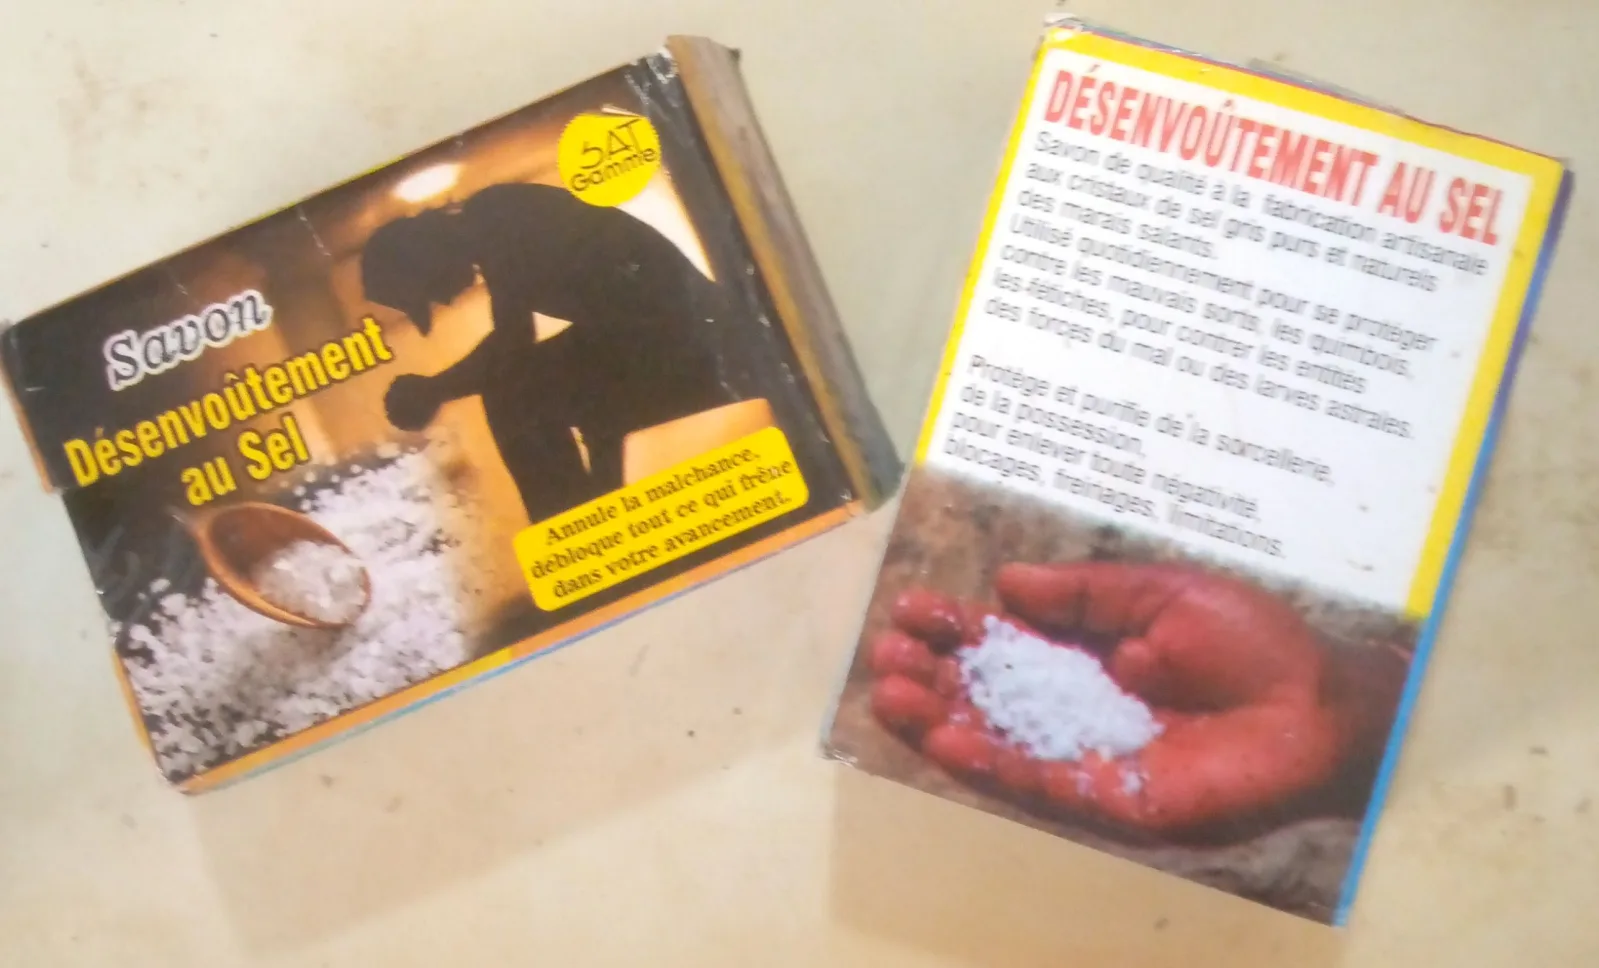 SAT
Gamme
Savon
Désenvoûtement
au Sel
Annule la malchance,
débloque tout ce qui frêne
dans votre avancement.
DÉSENVOÛTEMENT AU SEL
Savon de qualité à la fabrication artisanale
aux cristaux de sel gris purs et naturels
des marais salants.
Utilisé quotidiennement pour se protéger
contre les mauvais sorts, les quimbois,
les fétiches, pour contrer les entités
des forçes du mal ou des larves astrales.
Protège et purifie de la sorcellerie,
de la possession,
pour enlever toute négativité,
blocages, freinages, limitations.